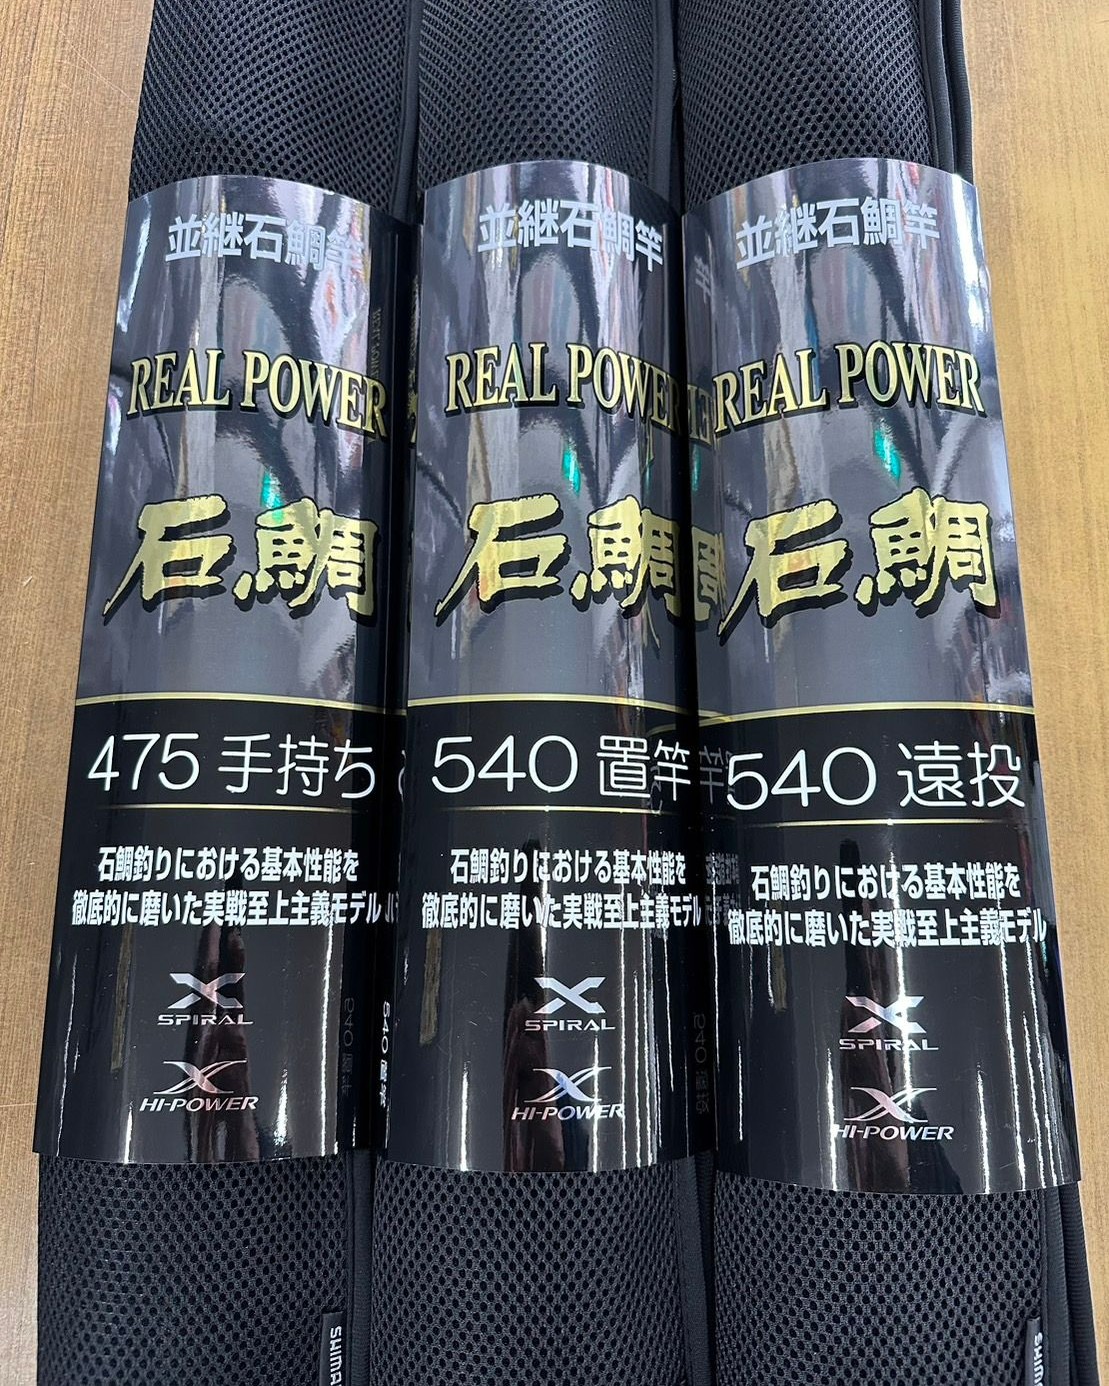 並継石鯛竿
REAL POWER
石鯛
475 手持ち
石鯛釣りにおける基本性能を
徹底的に磨いた実戦至上主義モデル
X
SPIRAL
X
HI-POWER
並継石鯛竿
REAL POWER
石鯛
540 置竿
石鯛釣りにおける基本性能を
徹底的に磨いた実戦至上主義モデル
X
SPIRAL
X
HI-POWER
並継石鯛竿
REAL POWER
石鯛
540 遠投
石鯛釣りにおける基本性能を
徹底的に磨いた実戦至上主義モデル
X
SPIRAL
X
HI-POWER
SHIMA
SHIM